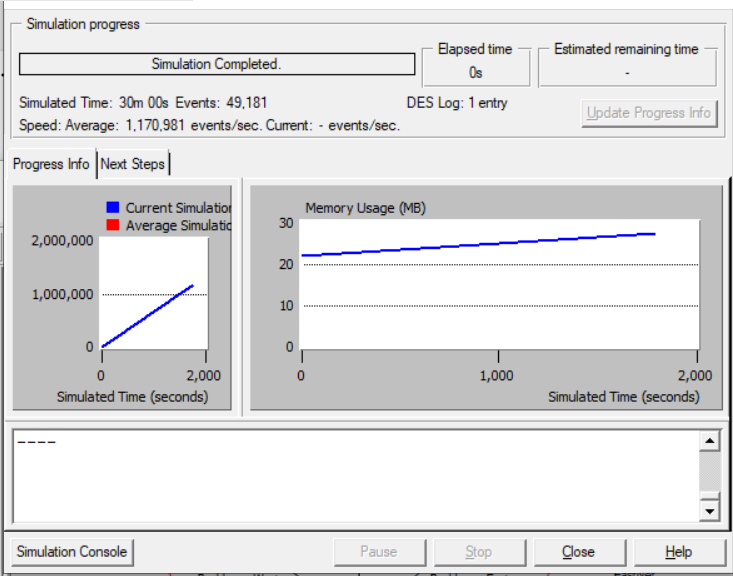 Simulation progress
Simulation Completed.
Elapsed time
0s
Estimated remaining time
-
Simulated Time: 30m 00s Events: 49,181
DES Log: 1 entry
Speed: Average: 1,170,981 events/sec. Current: - events/sec.
Update Progress Info
Progress Info
Next Steps
Current Simulation
Average Simulatic
2,000,000
1,000,000
0
0
2,000
Simulated Time (seconds)
Memory Usage (MB)
30
20
10
0
0
1,000
2,000
Simulated Time (seconds)
----
Simulation Console
Pause
Stop
Close
Help